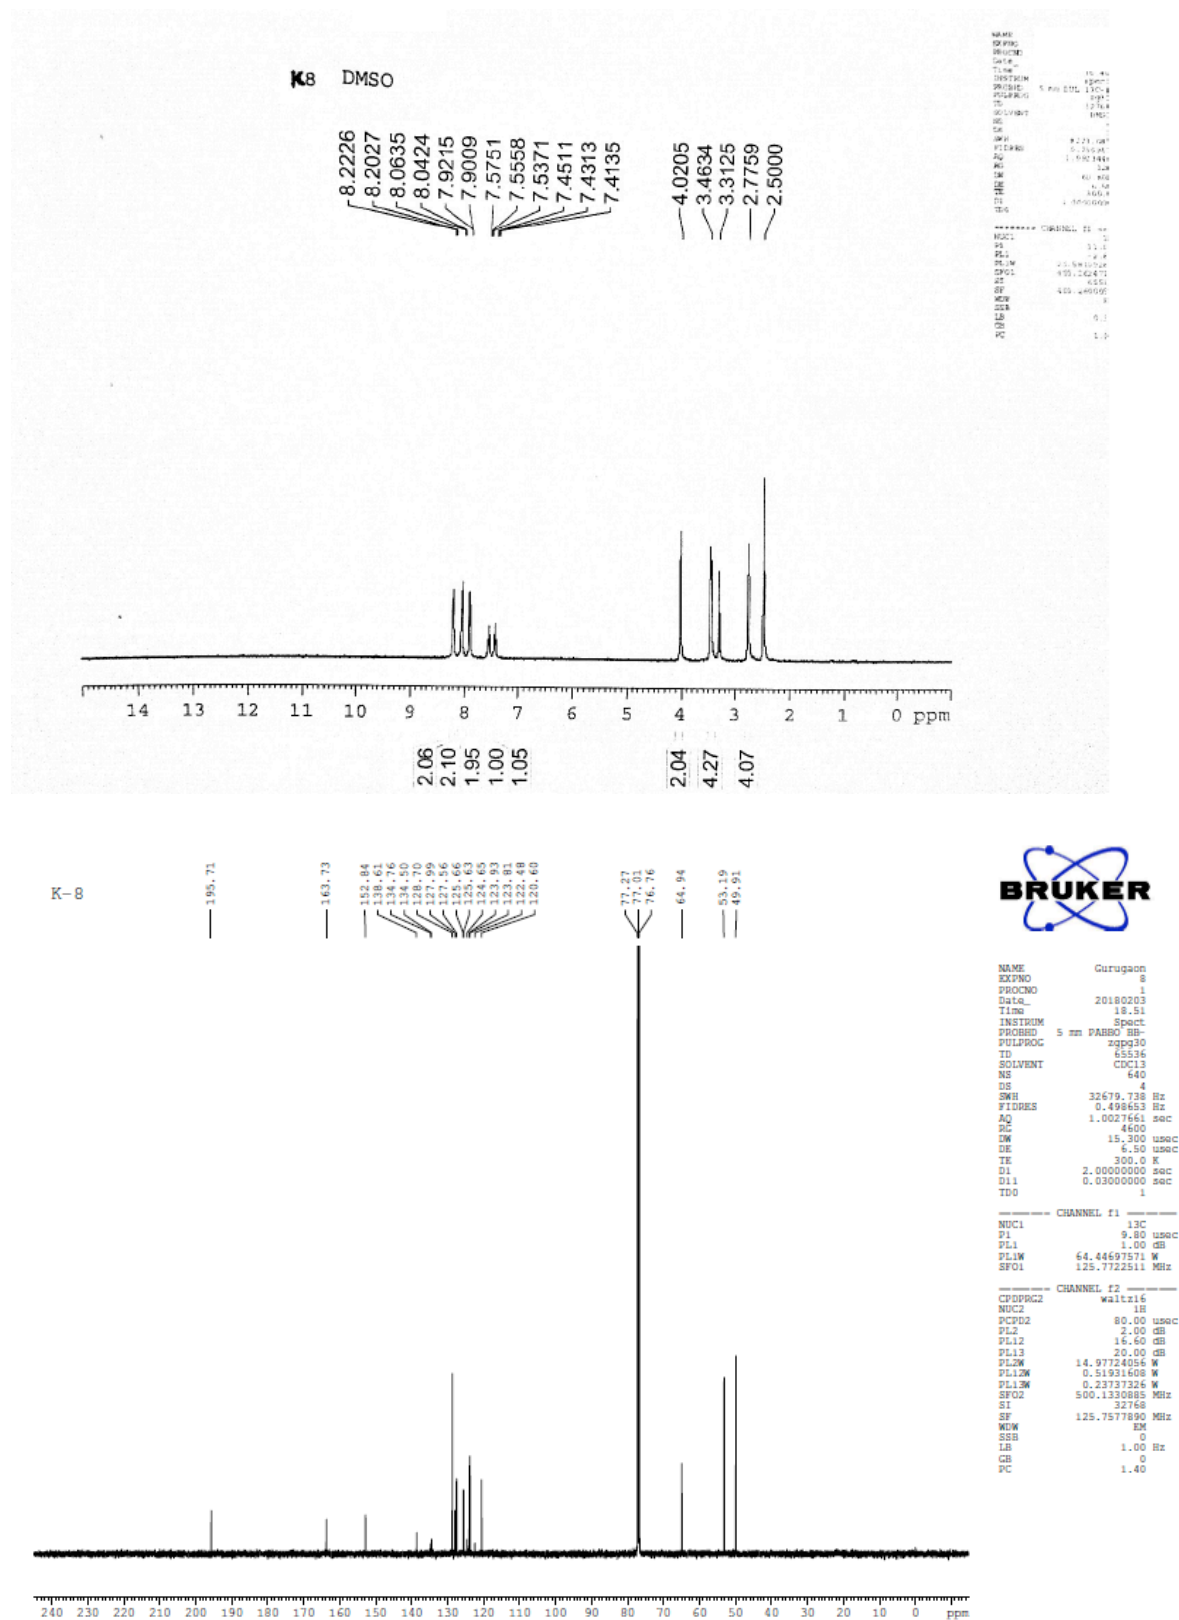 K8 DMSO
8.2226
8.2027
8.0635
8.0424
7.9215
7.9009
7.5751
7.5558
7.5371
7.4511
7.4313
7.4135
4.0205
3.4634
3.3125
2.7759
2.5000
NAME
EXPNO
PROCNO
Date_
Time
INSTRUM
14 13 12 11 10 9 8 7 6 5 4 3 2 1 0 ppm
2.06
2.10
1.95
1.00
1.05
2.04
4.27
4.07
K-8
195.71
163.73
152.84
138.61
134.76
134.50
128.70
127.99
127.56
125.66
125.63
124.65
123.93
123.81
122.48
120.60
77.27
77.01
76.76
64.94
53.19
49.91
BRUKER
NAME Gurugaon
EXPNO 8
PROCNO 1
Date_ 20180203
Time 18.51
INSTRUM Spect
PROBHD 5 mm PABBO BB-
PULPROG zgpg30
TD 65536
SOLVENT CDCl3
NS 640
DS 4
SWH 32679.738 Hz
FIDRES 0.498653 Hz
AQ 1.0027661 sec
RG 4600
DW 15.300 usec
DE 6.50 usec
TE 300.0 K
D1 2.00000000 sec
D11 0.03000000 sec
TD0 1
======== CHANNEL f1 ========
NUC1 13C
P1 9.80 usec
PL1 1.00 dB
PL1W 64.44697571 W
SFO1 125.7722511 MHz
======== CHANNEL f2 ========
CPDPRG2 waltz16
NUC2 1H
PCPD2 80.00 usec
PL2 2.00 dB
PL12 16.60 dB
PL13 20.00 dB
PL2W 14.97724056 W
PL12W 0.51931608 W
PL13W 0.23737326 W
SFO2 500.1330885 MHz
SI 32768
SF 125.7577890 MHz
WDW EM
SSB 0
LB 1.00 Hz
GB 0
PC 1.40
240 230 220 210 200 190 180 170 160 150 140 130 120 110 100 90 80 70 60 50 40 30 20 10 0 ppm